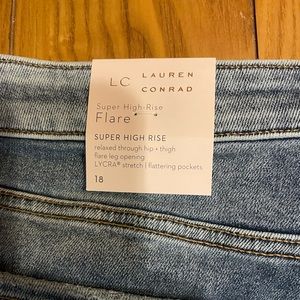 LC LAUREN
CONRAD
Super High-Rise
Flare
SUPER HIGH RISE
relaxed through hip + thigh
flare leg opening
LYCRA® stretch | flattering pockets
18